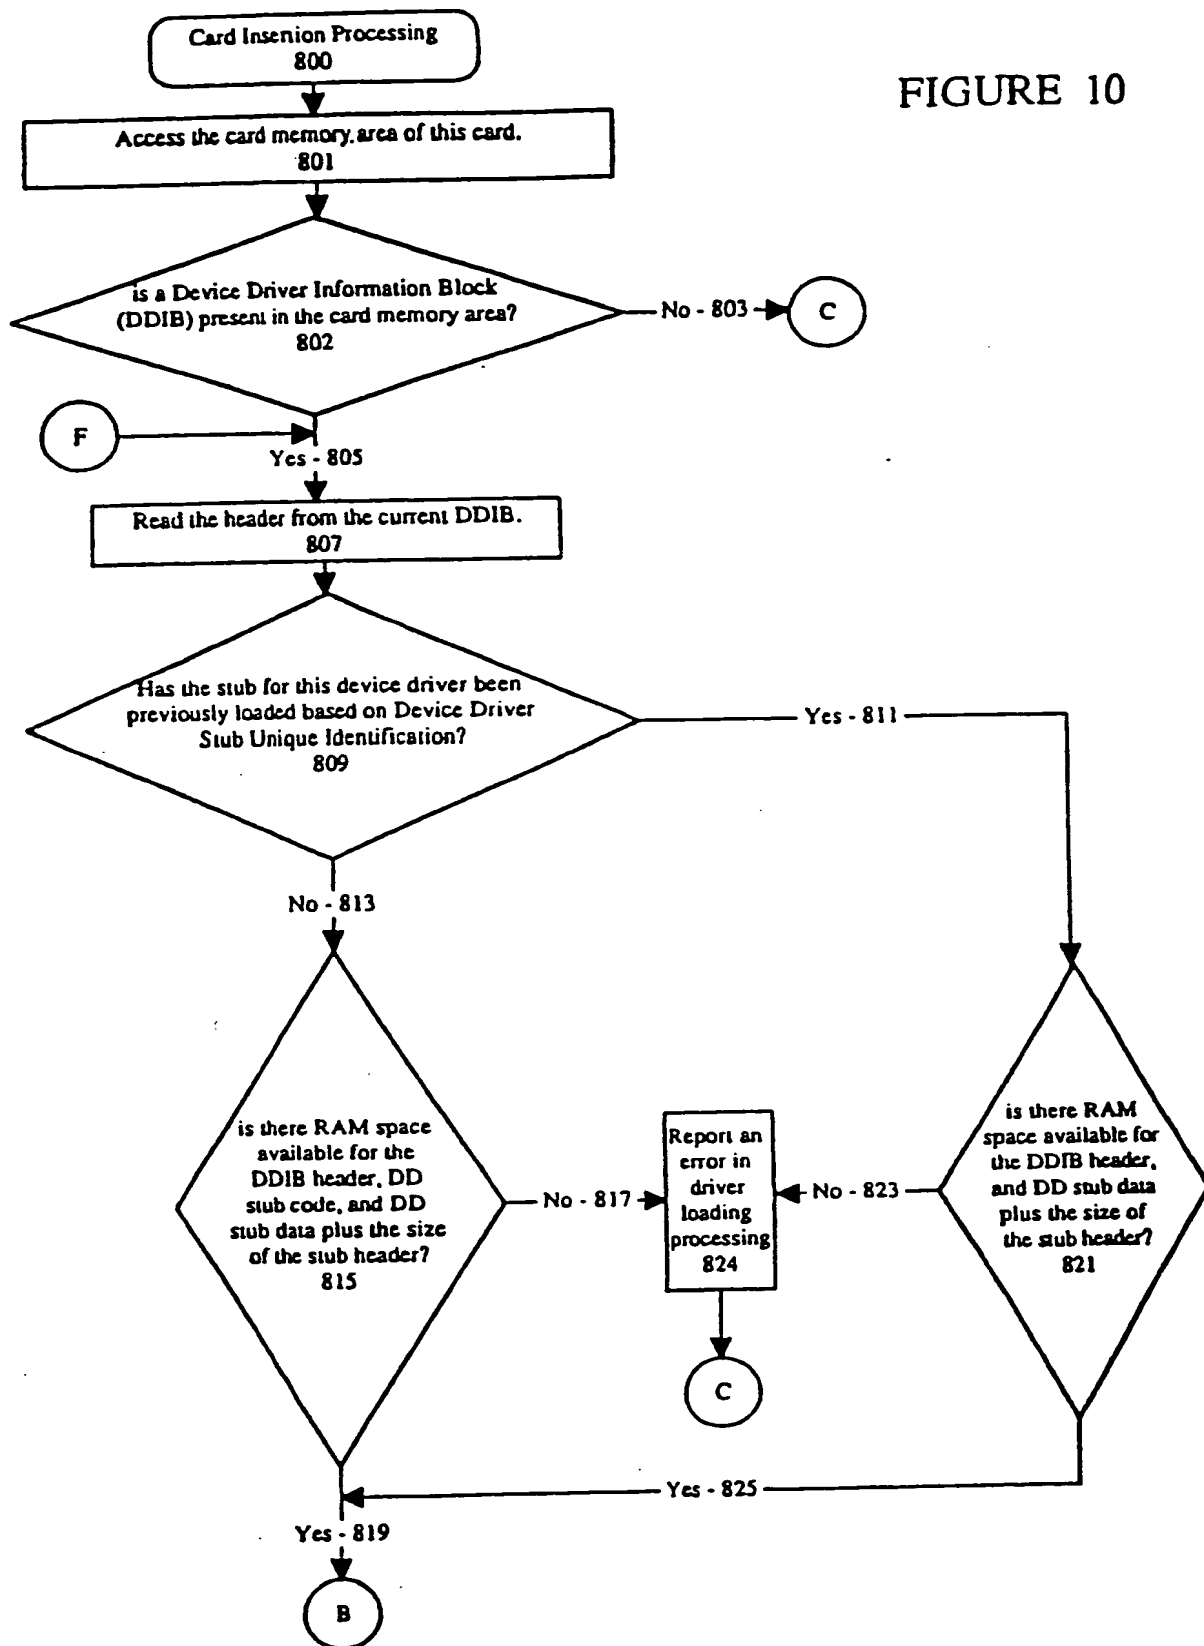 FIGURE 10
Card Insenion Processing
800
Access the card memory.area of this card.
801
is a Device Driver Information Block
(DDIB) present in the card memory area?
802
No - 803
C
F
Yes - 805
Read the header from the current DDIB.
807
Has the stub for this device driver been
previously loaded based on Device Driver
Stub Unique Identification?
809
Yes - 811
No - 813
is there RAM space
available for the
DDIB header, DD
stub code, and DD
stub data plus the size
of the stub header?
815
No - 817
Report an
error in
driver
loading
processing
824
No - 823
is there RAM
space available for
the DDIB header,
and DD stub data
plus the size of
the stub header?
821
C
Yes - 825
Yes - 819
B